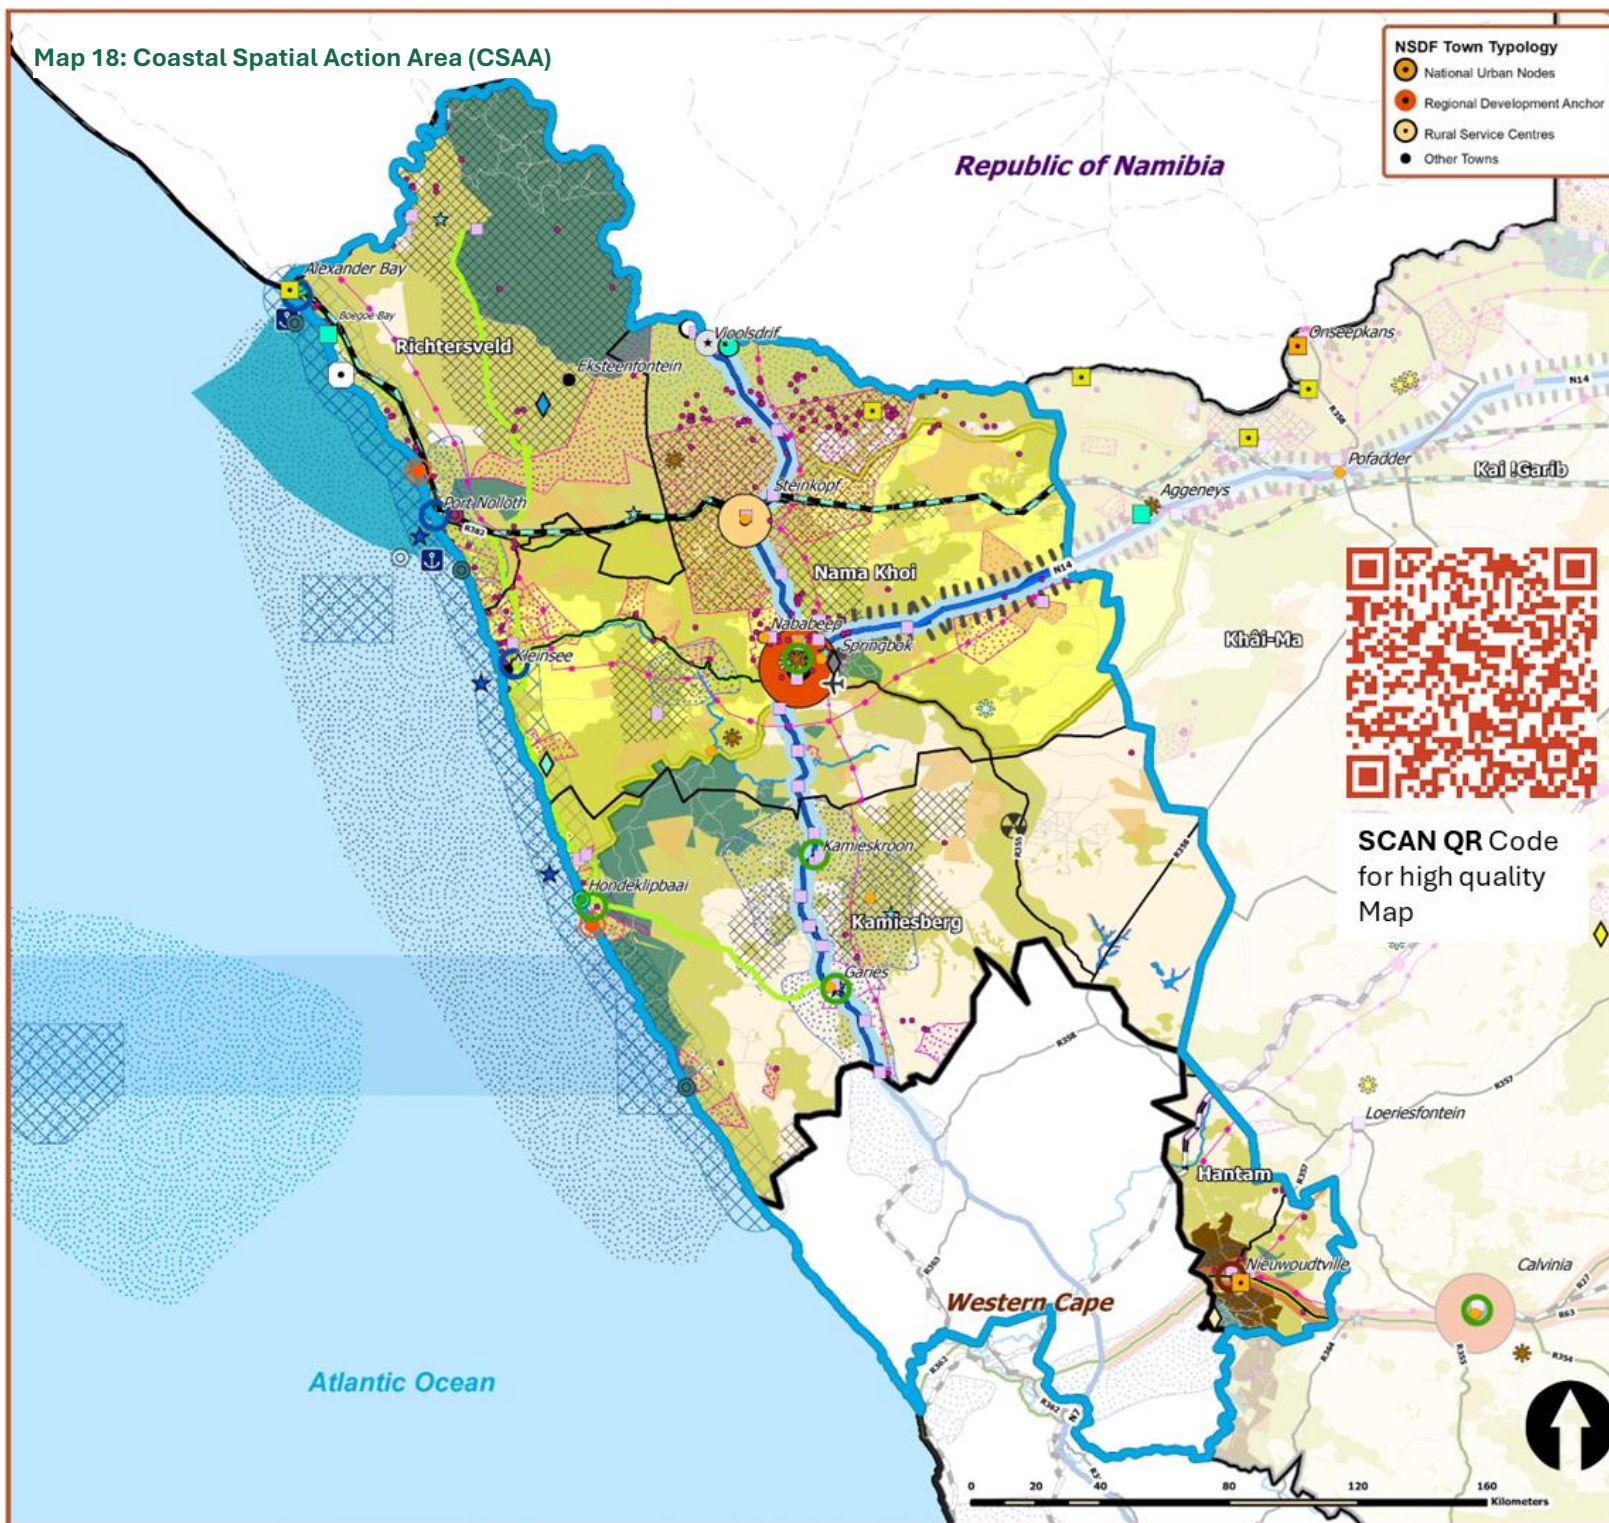 Map 18: Coastal Spatial Action Area (CSAA)
NSDF Town Typology
National Urban Nodes
Regional Development Anchor
Rural Service Centres
Other Towns
Republic of Namibia
Alexander Bay
Boegoe Bay
Richtersveld
Eksteenfontein
Vioolsdrif
Onseepkans
N14
R358
Pofadder
Kai !Garib
Aggeneys
Steinkopf
Port Nolloth
R382
Nama Khoi
N14
Nababeep
Springbok
Khâi-Ma
Kleinsee
SCAN QR Code
for high quality
Map
Kamieskroon
R355
R358
Hondeklipbaai
Kamiesberg
Garies
R358
R357
Loeriesfontein
Hantam
R357
Nieuwoudtville
Calvinia
R27
R63
R363
Western Cape
R364
R355
R354
R362
R362
N7
Atlantic Ocean
0 20 40 80 120 160
Kilometers